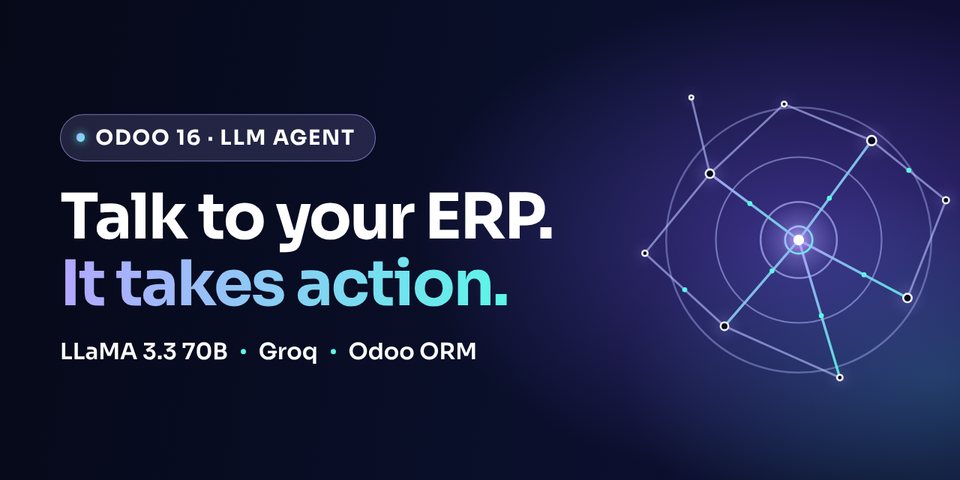 ODOO 16 · LLM AGENT
Talk to your ERP.
It takes action.
LLaMA 3.3 70B • Groq • Odoo ORM